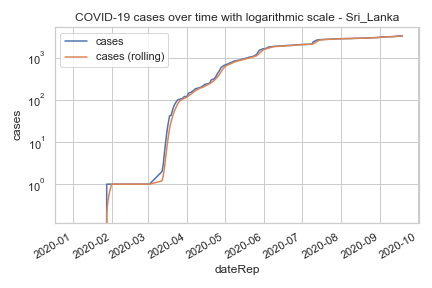 COVID-19 cases over time with logarithmic scale - Sri_Lanka
cases
cases (rolling)
10³
10²
10¹
10⁰
cases
2020-01
2020-02
2020-03
2020-04
2020-05
2020-06
2020-07
2020-08
2020-09
2020-10
dateRep